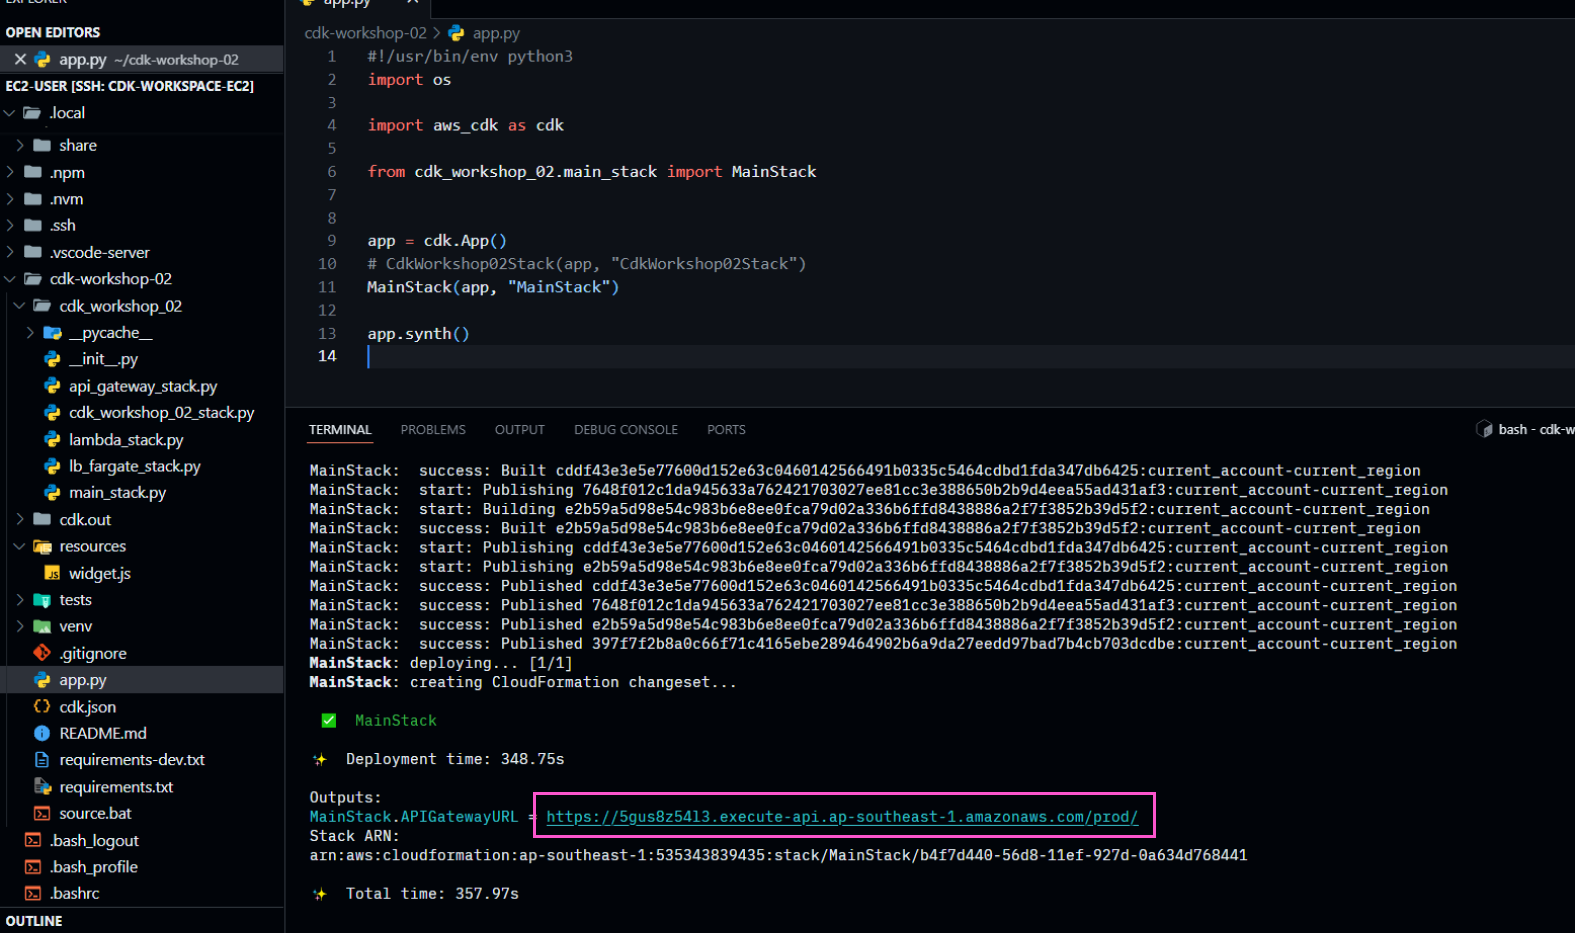 EXPLORER
OPEN EDITORS
app.py ~/cdk-workshop-02
EC2-USER [SSH: CDK-WORKSPACE-EC2]
.local
share
.npm
.nvm
.ssh
.vscode-server
cdk-workshop-02
cdk_workshop_02
__pycache__
__init__.py
api_gateway_stack.py
cdk_workshop_02_stack.py
lambda_stack.py
lb_fargate_stack.py
main_stack.py
cdk.out
resources
JS widget.js
tests
venv
.gitignore
app.py
cdk.json
README.md
requirements-dev.txt
requirements.txt
source.bat
.bash_logout
.bash_profile
.bashrc
OUTLINE
app.py
cdk-workshop-02 > app.py
1 #!/usr/bin/env python3
2 import os
3
4 import aws_cdk as cdk
5
6 from cdk_workshop_02.main_stack import MainStack
7
8
9 app = cdk.App()
10 # CdkWorkshop02Stack(app, "CdkWorkshop02Stack")
11 MainStack(app, "MainStack")
12
13 app.synth()
14
TERMINAL PROBLEMS OUTPUT DEBUG CONSOLE PORTS bash - cdk-w
MainStack:  success: Built cddf43e3e5e77600d152e63c0460142566491b0335c5464cdbd1fda347db6425:current_account-current_region
MainStack:  start: Publishing 7648f012c1da945633a762421703027ee81cc3e388650b2b9d4eea55ad431af3:current_account-current_region
MainStack:  start: Building e2b59a5d98e54c983b6e8ee0fca79d02a336b6ffd8438886a2f7f3852b39d5f2:current_account-current_region
MainStack:  success: Built e2b59a5d98e54c983b6e8ee0fca79d02a336b6ffd8438886a2f7f3852b39d5f2:current_account-current_region
MainStack:  start: Publishing cddf43e3e5e77600d152e63c0460142566491b0335c5464cdbd1fda347db6425:current_account-current_region
MainStack:  start: Publishing e2b59a5d98e54c983b6e8ee0fca79d02a336b6ffd8438886a2f7f3852b39d5f2:current_account-current_region
MainStack:  success: Published cddf43e3e5e77600d152e63c0460142566491b0335c5464cdbd1fda347db6425:current_account-current_region
MainStack:  success: Published 7648f012c1da945633a762421703027ee81cc3e388650b2b9d4eea55ad431af3:current_account-current_region
MainStack:  success: Published e2b59a5d98e54c983b6e8ee0fca79d02a336b6ffd8438886a2f7f3852b39d5f2:current_account-current_region
MainStack:  success: Published 397f7f2b8a0c66f71c4165ebe289464902b6a9da27eedd97bad7b4cb703dcdbe:current_account-current_region
MainStack: deploying... [1/1]
MainStack: creating CloudFormation changeset...
✅  MainStack
✨  Deployment time: 348.75s
Outputs:
MainStack.APIGatewayURL = https://5gus8z54l3.execute-api.ap-southeast-1.amazonaws.com/prod/
Stack ARN:
arn:aws:cloudformation:ap-southeast-1:535343839435:stack/MainStack/b4f7d440-56d8-11ef-927d-0a634d768441
✨  Total time: 357.97s